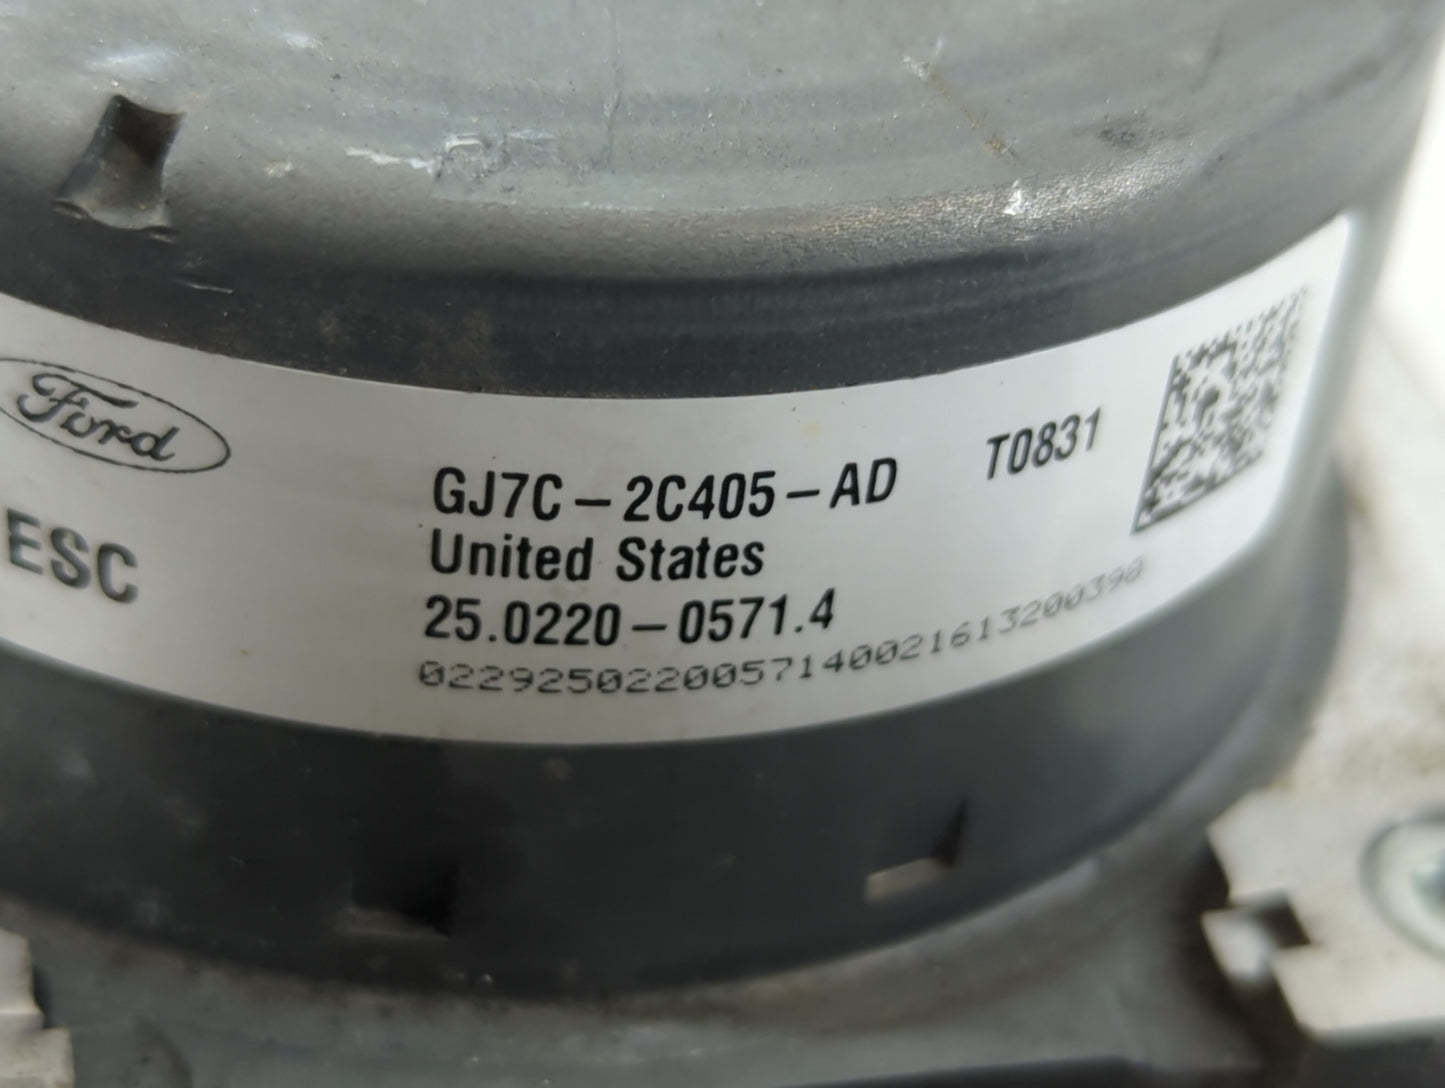 Ford
ESC
GJ7C-2C405-AD T0831
United States
25.0220-0571.4
0229250220057140021613200390